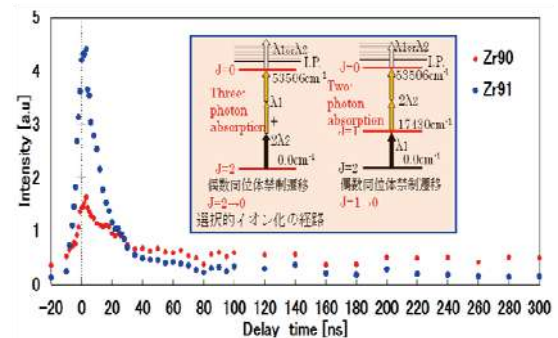 5
4
3
2
1
0
Intensity [a.u]
-20 0 20 40 60 80 100 120 140 160 180 200 220 240 260 280 300
Delay time [ns]
Zr90
Zr91
λ1orλ2
I.P.
J=0
53506cm⁻¹
Three-
photon
absorption
λ1
+
2λ2
J=2
0.0cm⁻¹
偶数同位体禁制遷移
J=2→0
λ1orλ2
I.P.
J=0
53506cm⁻¹
Two-
photon
absorption
2λ2
J=1
17430cm⁻¹
λ1
J=2
0.0cm⁻¹
偶数同位体禁制遷移
J=1→0
選択的イオン化の経路